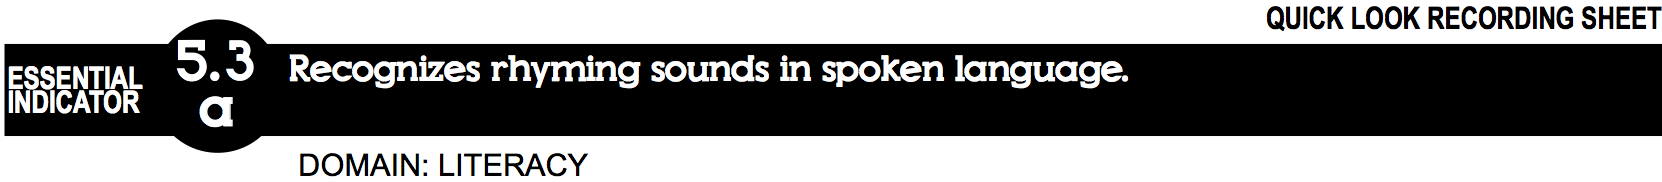 QUICK LOOK RECORDING SHEET
ESSENTIAL
INDICATOR
5.3
a
Recognizes rhyming sounds in spoken language.
DOMAIN: LITERACY